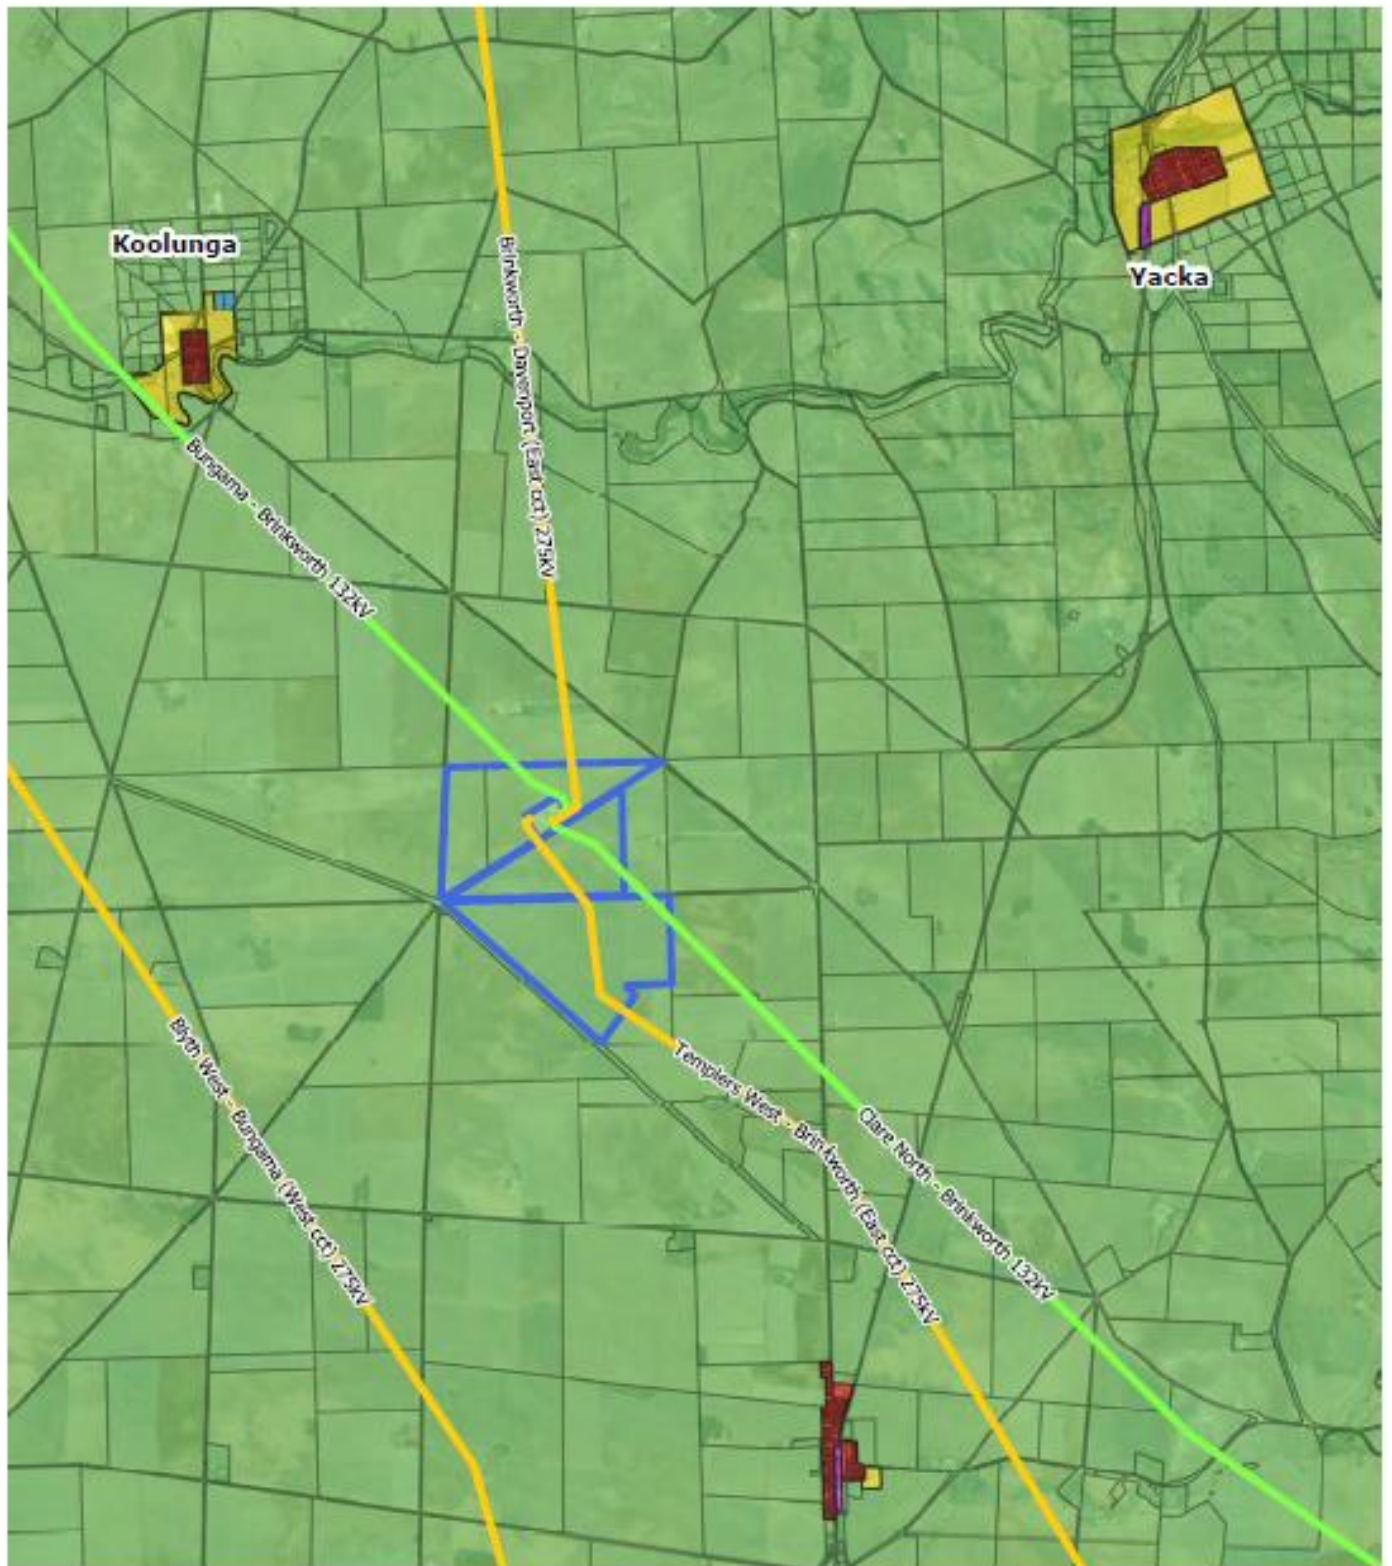 Koolunga
Yacka
Brinkworth - Davenport (East cct) 275kV
Bungama - Brinkworth 132kV
Blyth West - Bungama (West cct) 275kV
Templers West - Brinkworth (East cct) 275kV
Clare North - Brinkworth 132kV